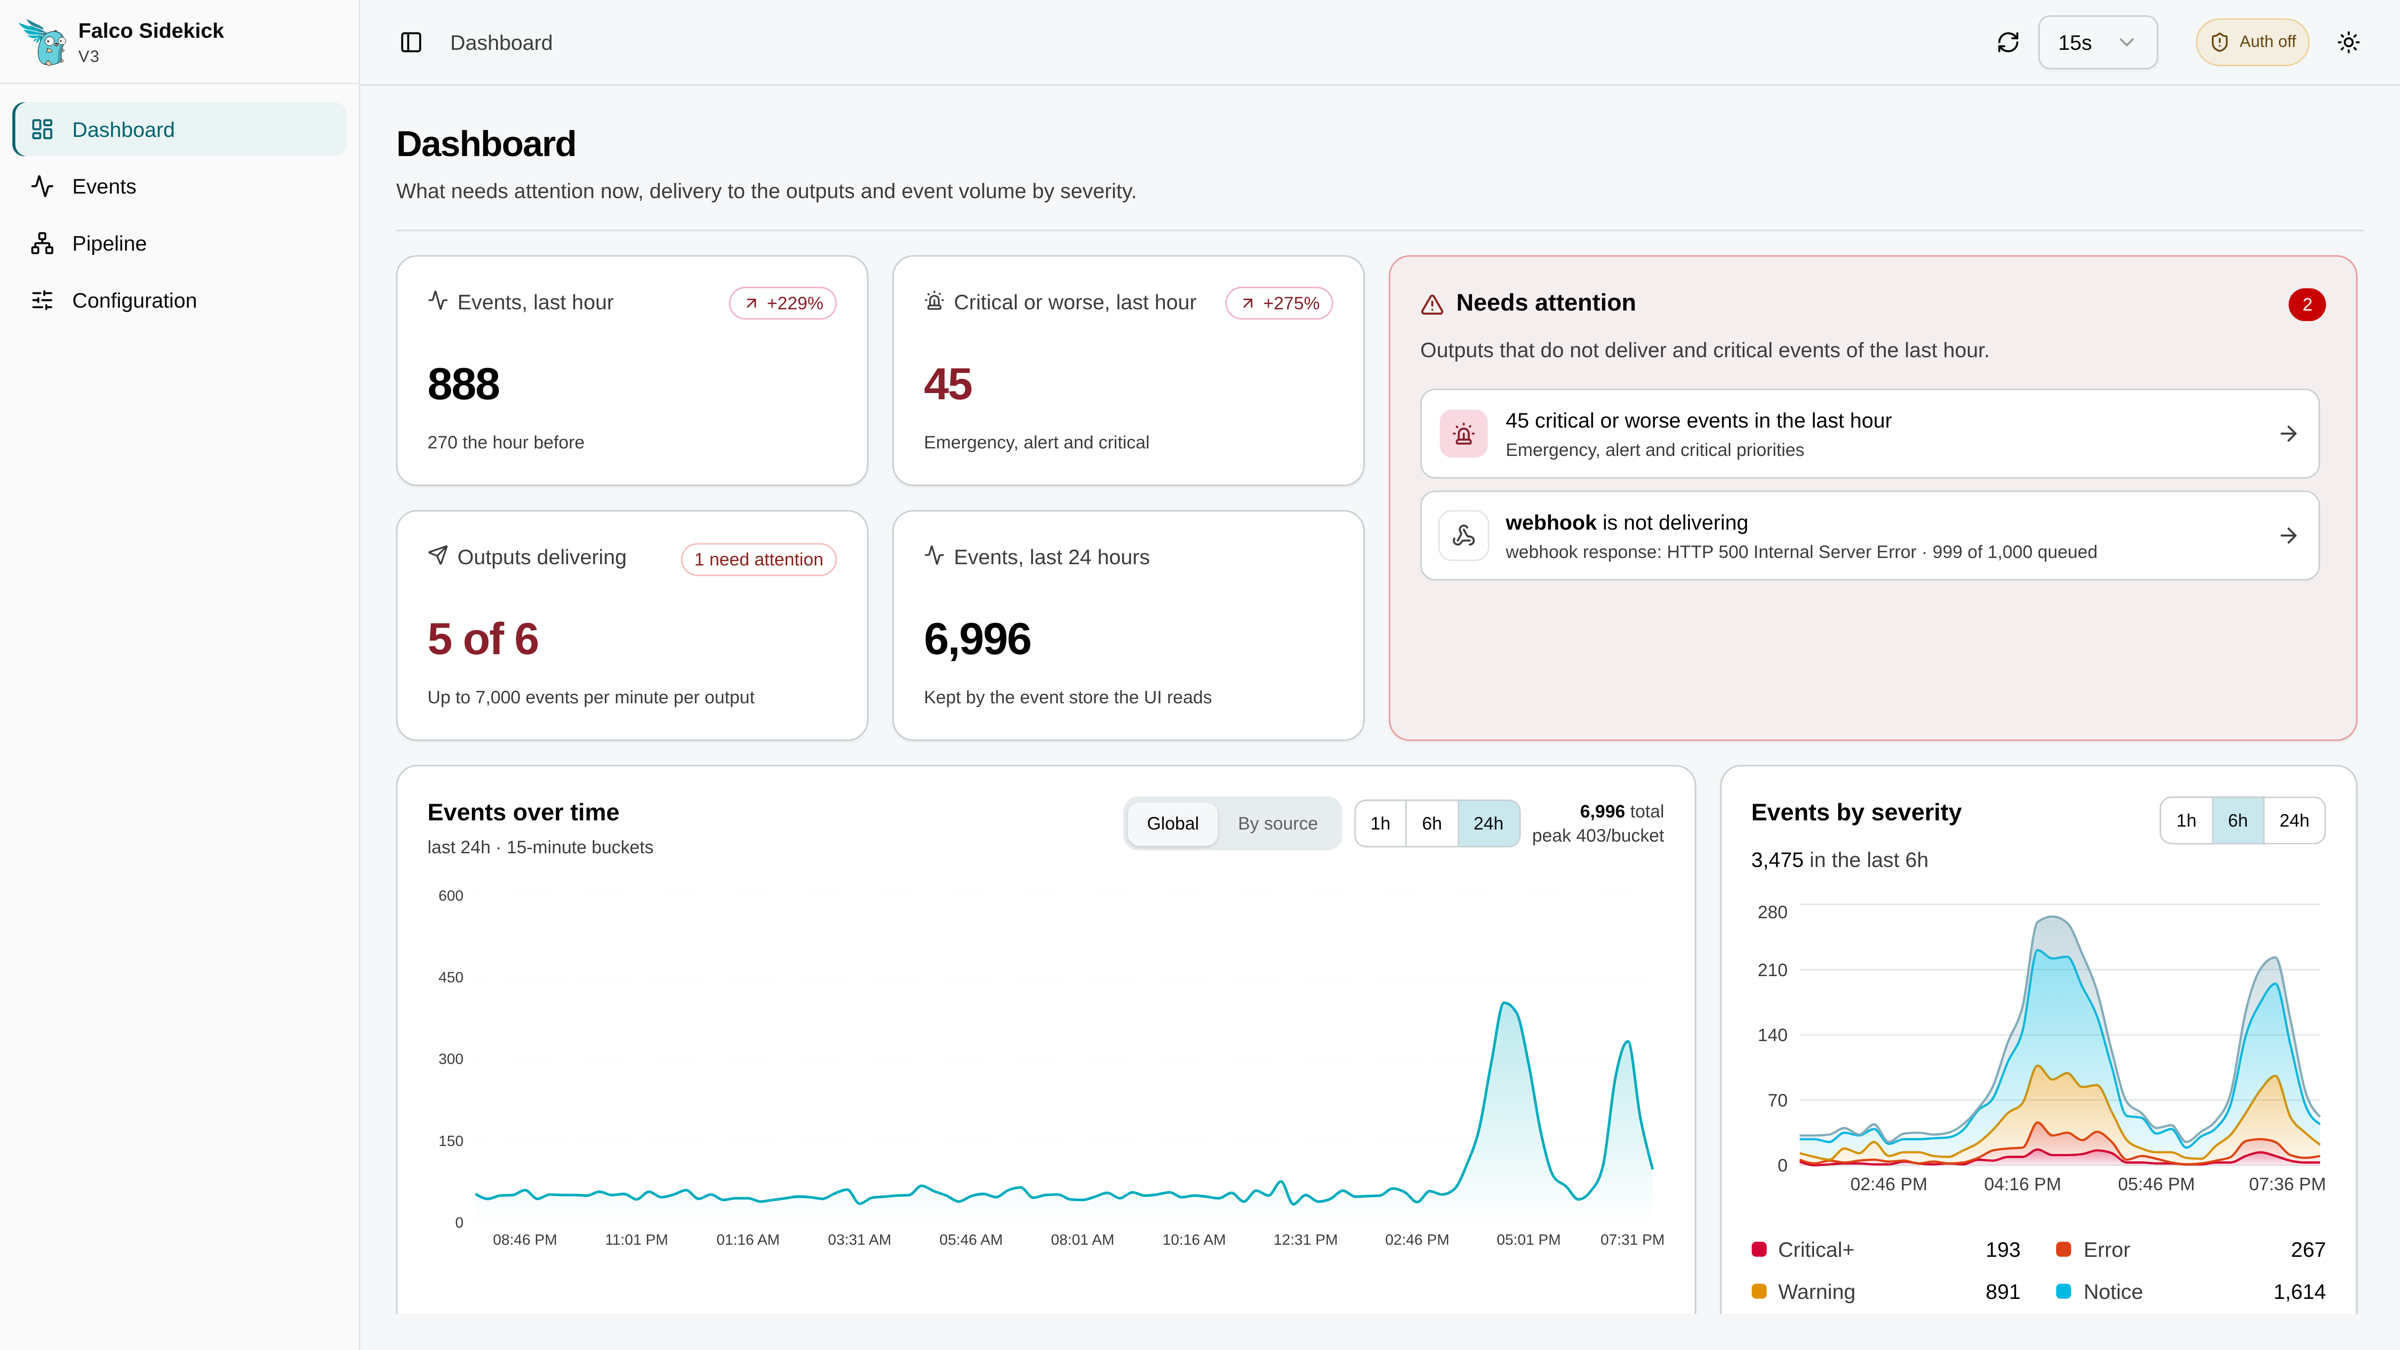 Falco Sidekick
V3
Dashboard
Events
Pipeline
Configuration
Dashboard
15s
Auth off
Dashboard
What needs attention now, delivery to the outputs and event volume by severity.
Events, last hour
+229%
888
270 the hour before
Critical or worse, last hour
+275%
45
Emergency, alert and critical
Outputs delivering
1 need attention
5 of 6
Up to 7,000 events per minute per output
Events, last 24 hours
6,996
Kept by the event store the UI reads
Needs attention
2
Outputs that do not deliver and critical events of the last hour.
45 critical or worse events in the last hour
Emergency, alert and critical priorities
webhook is not delivering
webhook response: HTTP 500 Internal Server Error · 999 of 1,000 queued
Events over time
last 24h · 15-minute buckets
Global By source
1h 6h 24h
6,996 total
peak 403/bucket
600
450
300
150
0
08:46 PM 11:01 PM 01:16 AM 03:31 AM 05:46 AM 08:01 AM 10:16 AM 12:31 PM 02:46 PM 05:01 PM 07:31 PM
Events by severity
1h 6h 24h
3,475 in the last 6h
280
210
140
70
0
02:46 PM 04:16 PM 05:46 PM 07:36 PM
Critical+ 193 Error 267
Warning 891 Notice 1,614